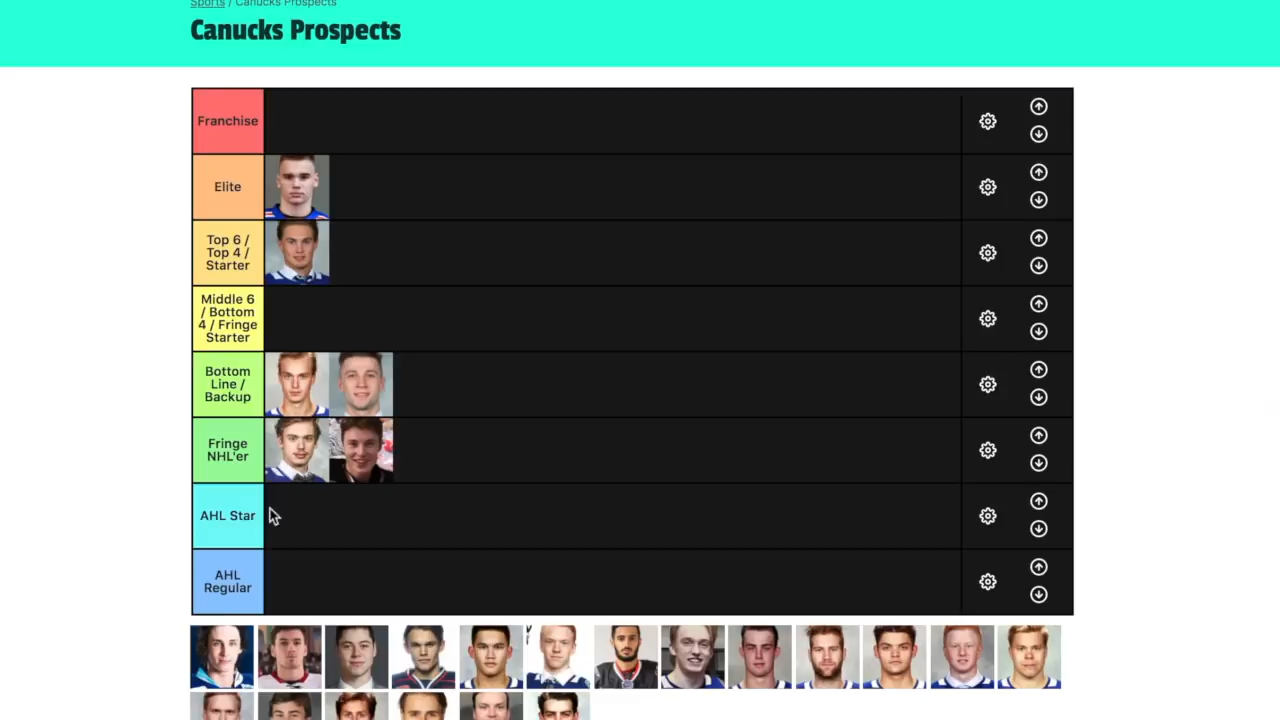 Sports / Canucks Prospects
Canucks Prospects
Franchise
Elite
Top 6 /
Top 4 /
Starter
Middle 6
/ Bottom
4 / Fringe
Starter
Bottom
Line /
Backup
Fringe
NHL'er
AHL Star
AHL
Regular